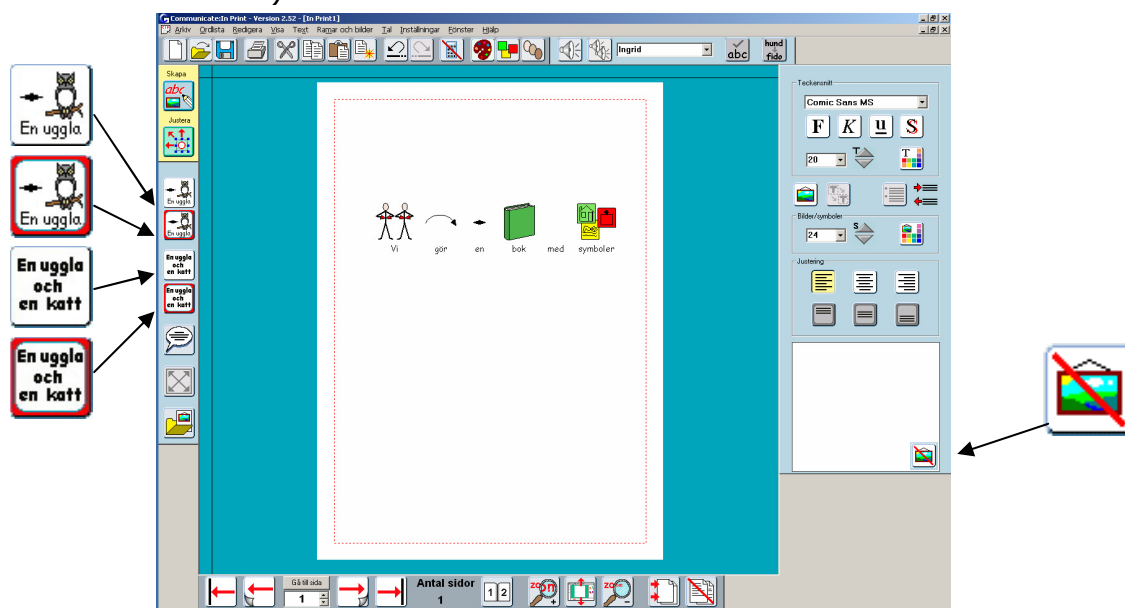 Communicate:In Print - Version 2.52 - [In Print1]
Arkiv Ordlista Redigera Visa Text Ramar och bilder Tal Inställningar Fönster Hjälp
Ingrid
abc
hund
fido
Skapa
abc
Justera
En uggla
En uggla
En uggla
och
en katt
En uggla
och
en katt
En uggla
En uggla
En uggla
och
en katt
En uggla
och
en katt
Vi gör en bok med symboler
Teckensnitt
Comic Sans MS
F K u S
20
T
T
Bilder/symboler
24
S
Justering
Gå till sida
1
Antal sidor
1
1 2
zoom
+
zoom
-